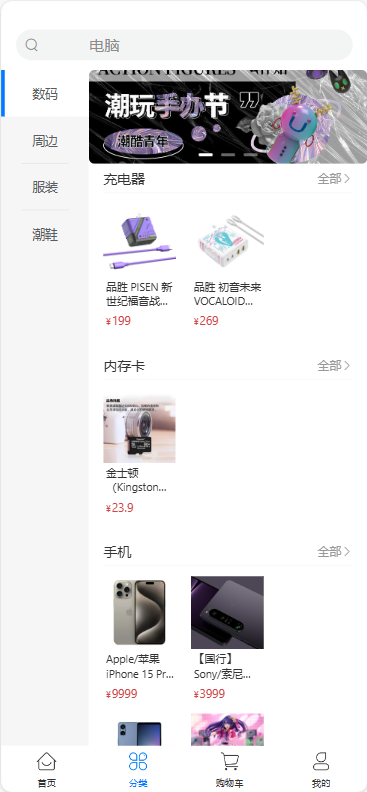 电脑
数码
周边
服装
潮鞋
ACTION FIGURES
潮玩手办节
潮酷青年
充电器
全部
品胜 PISEN 新
世纪福音战...
¥199
品胜 初音未来
VOCALOID...
¥269
内存卡
全部
金士顿
（Kingston...
¥23.9
手机
全部
Apple/苹果
iPhone 15 Pr...
¥9999
【国行】
Sony/索尼...
¥3999
首页
分类
购物车
我的